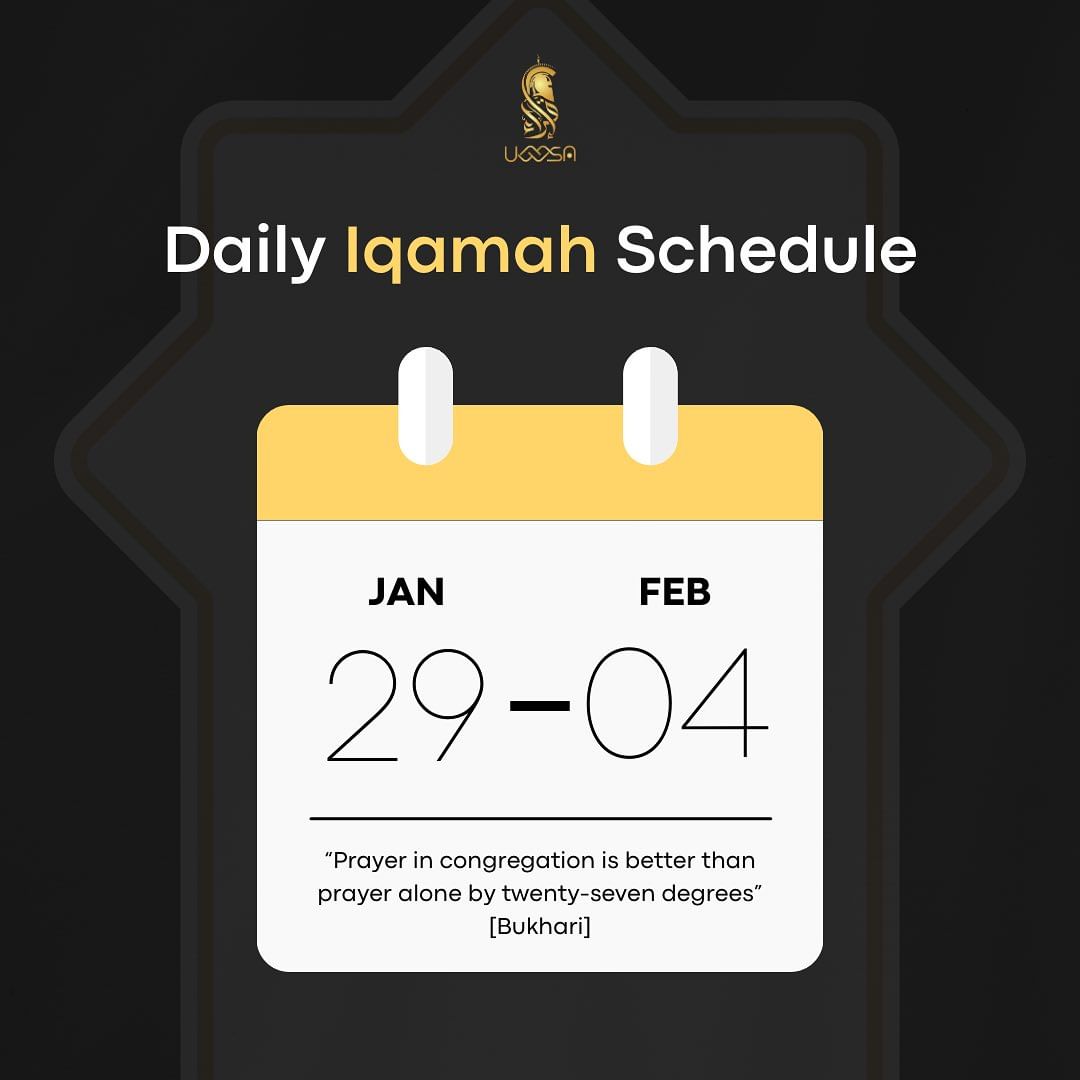 Daily Iqamah Schedule
JAN
FEB
29–04
“Prayer in congregation is better than
prayer alone by twenty-seven degrees”
[Bukhari]